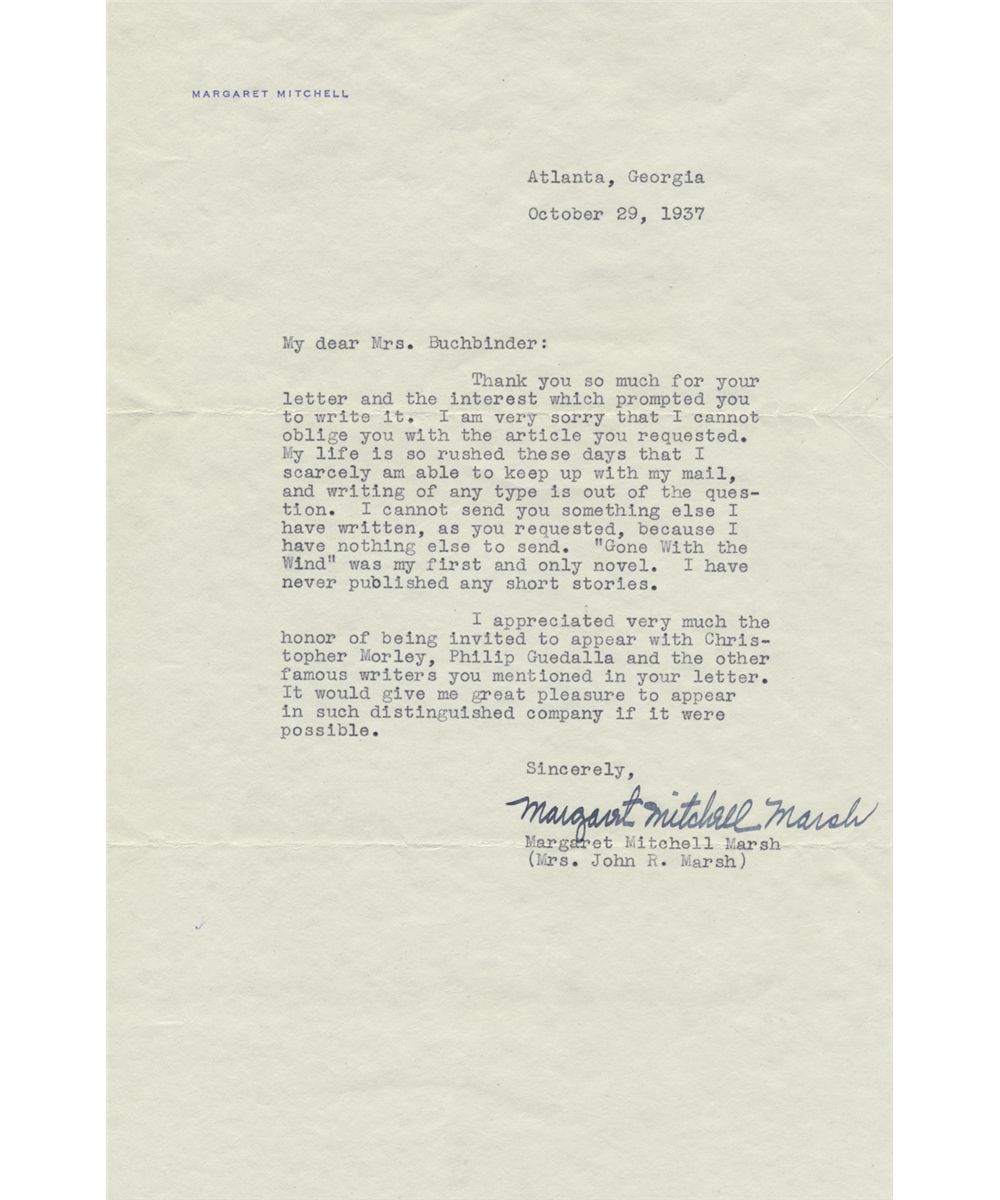 MARGARET MITCHELL
Atlanta, Georgia
October 29, 1937
My dear Mrs. Buchbinder:
Thank you so much for your
letter and the interest which prompted you
to write it. I am very sorry that I cannot
oblige you with the article you requested.
My life is so rushed these days that I
scarcely am able to keep up with my mail,
and writing of any type is out of the ques-
tion. I cannot send you something else I
have written, as you requested, because I
have nothing else to send. "Gone With the
Wind" was my first and only novel. I have
never published any short stories.
I appreciated very much the
honor of being invited to appear with Chris-
topher Morley, Philip Guedalla and the other
famous writers you mentioned in your letter.
It would give me great pleasure to appear
in such distinguished company if it were
possible.
Sincerely,
Margaret Mitchell Marsh
Margaret Mitchell Marsh
(Mrs. John R. Marsh)